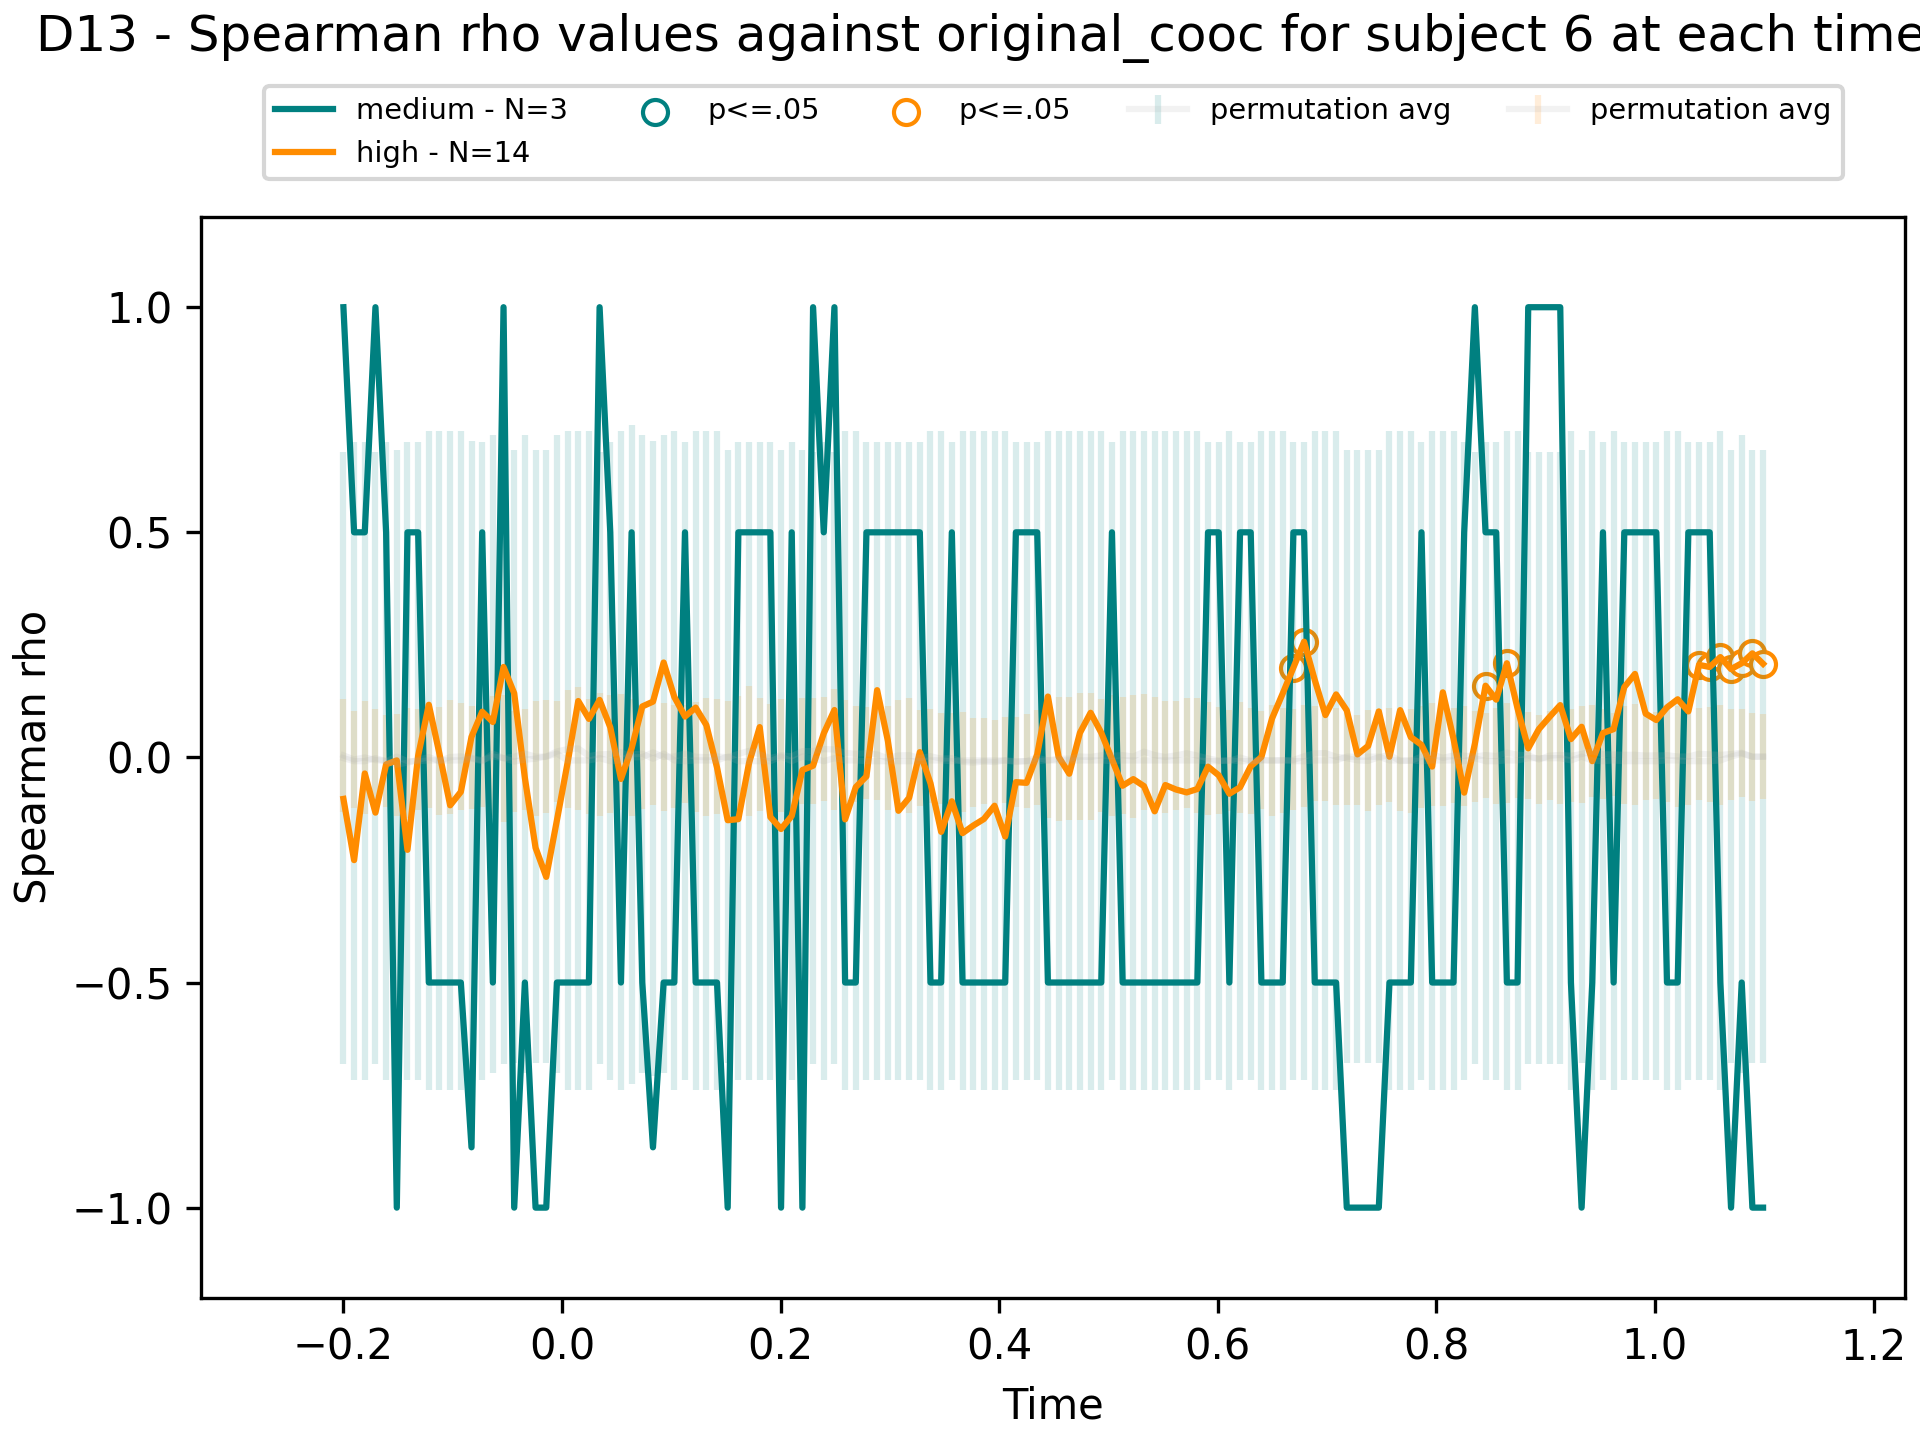 D13 - Spearman rho values against original_cooc for subject 6 at each time
medium - N=3
high - N=14
p<=.05
p<=.05
permutation avg
permutation avg
Spearman rho
1.0
0.5
0.0
−0.5
−1.0
−0.2 0.0 0.2 0.4 0.6 0.8 1.0 1.2
Time